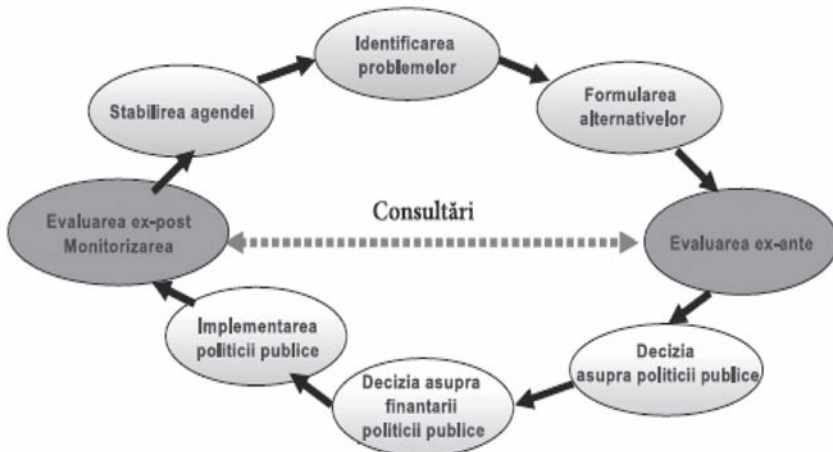 Identificarea
problemelor
Stabilirea agendei
Formularea
alternativelor
Evaluarea ex-post
Monitorizarea
Consultări
Evaluarea ex-ante
Implementarea
politicii publice
Decizia
asupra politicii publice
Decizia asupra
finantarii
politicii publice